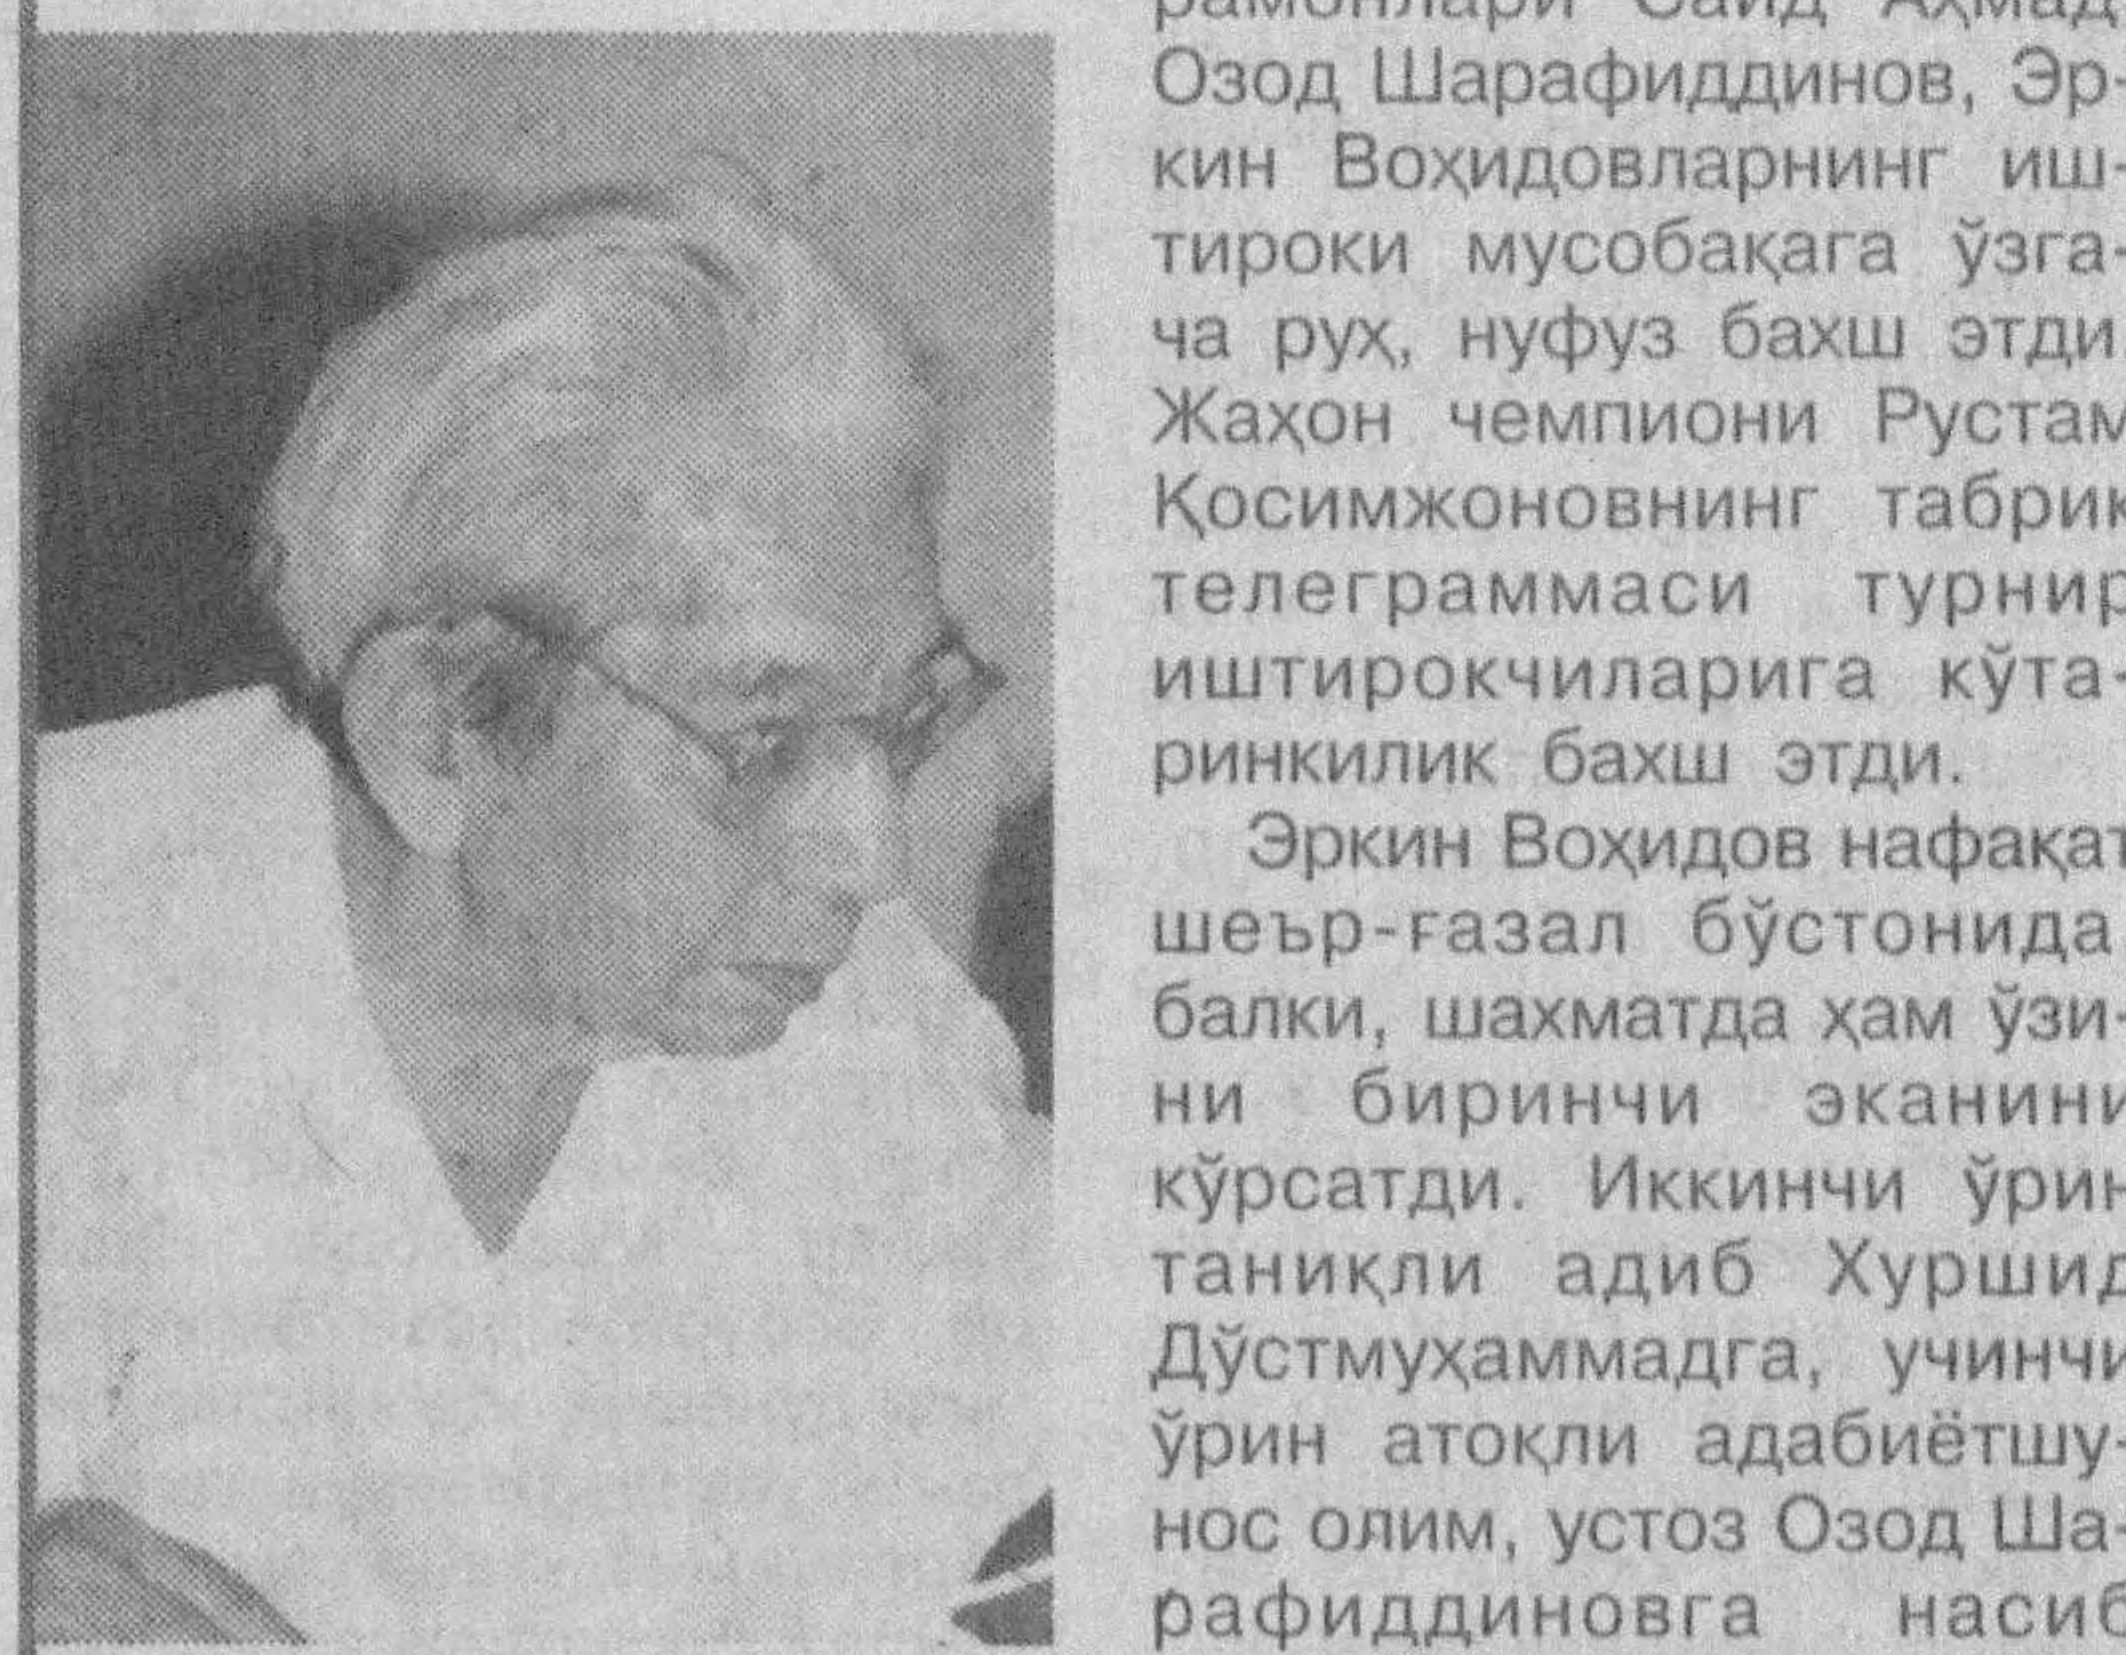 рамонлари Саид Аҳмад,
Озод Шарафиддинов, Эр-
кин Воҳидовларнинг иш-
тироки мусобақага ўзга-
ча руҳ, нуфуз бахш этди.
Жаҳон чемпиони Рустам
Қосимжоновнинг табрик
телеграммаси турнир
иштирокчиларига кўта-
ринкилик бахш этди.
Эркин Воҳидов нафақат
шеър-ғазал бўстонида,
балки, шахматда ҳам ўзи-
ни биринчи эканини
кўрсатди. Иккинчи ўрин
таниқли адиб Хуршид
Дўстмуҳаммадга, учинчи
ўрин атоқли адабиётшу-
нос олим, устоз Озод Ша-
рафиддиновга насиб